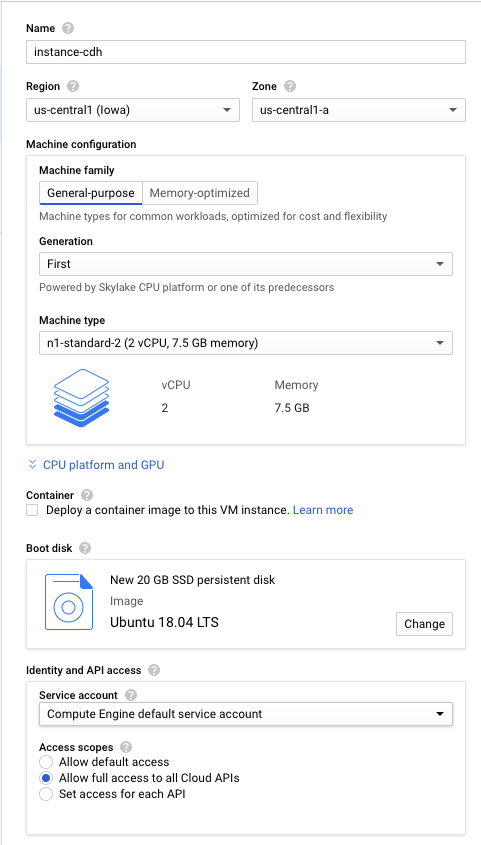 Name ?
instance-cdh
Region ? Zone ?
us-central1 (Iowa) us-central1-a
Machine configuration
Machine family
General-purpose Memory-optimized
Machine types for common workloads, optimized for cost and flexibility
Generation
First
Powered by Skylake CPU platform or one of its predecessors
Machine type
n1-standard-2 (2 vCPU, 7.5 GB memory)
vCPU Memory
2 7.5 GB
CPU platform and GPU
Container ?
Deploy a container image to this VM instance. Learn more
Boot disk ?
New 20 GB SSD persistent disk
Image
Ubuntu 18.04 LTS
Change
Identity and API access ?
Service account ?
Compute Engine default service account
Access scopes ?
Allow default access
Allow full access to all Cloud APIs
Set access for each API